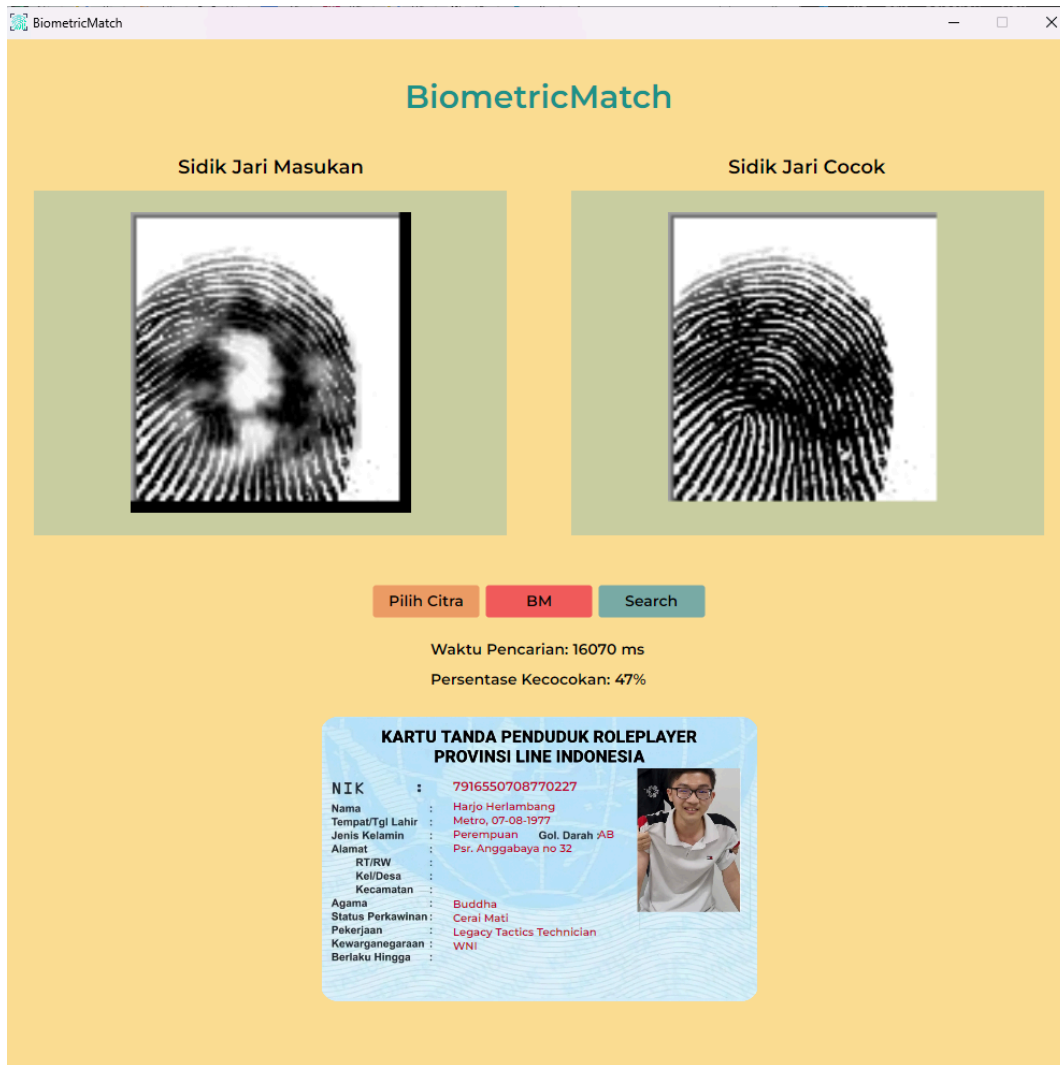 BiometricMatch
BiometricMatch
Sidik Jari Masukan
Sidik Jari Cocok
Pilih Citra
BM
Search
Waktu Pencarian: 16070 ms
Persentase Kecocokan: 47%
KARTU TANDA PENDUDUK ROLEPLAYER
PROVINSI LINE INDONESIA
NIK : 7916550708770227
Nama : Harjo Herlambang
Tempat/Tgl Lahir : Metro, 07-08-1977
Jenis Kelamin : Perempuan Gol. Darah :AB
Alamat : Psr. Anggabaya no 32
RT/RW :
Kel/Desa :
Kecamatan :
Agama : Buddha
Status Perkawinan : Cerai Mati
Pekerjaan : Legacy Tactics Technician
Kewarganegaraan : WNI
Berlaku Hingga :